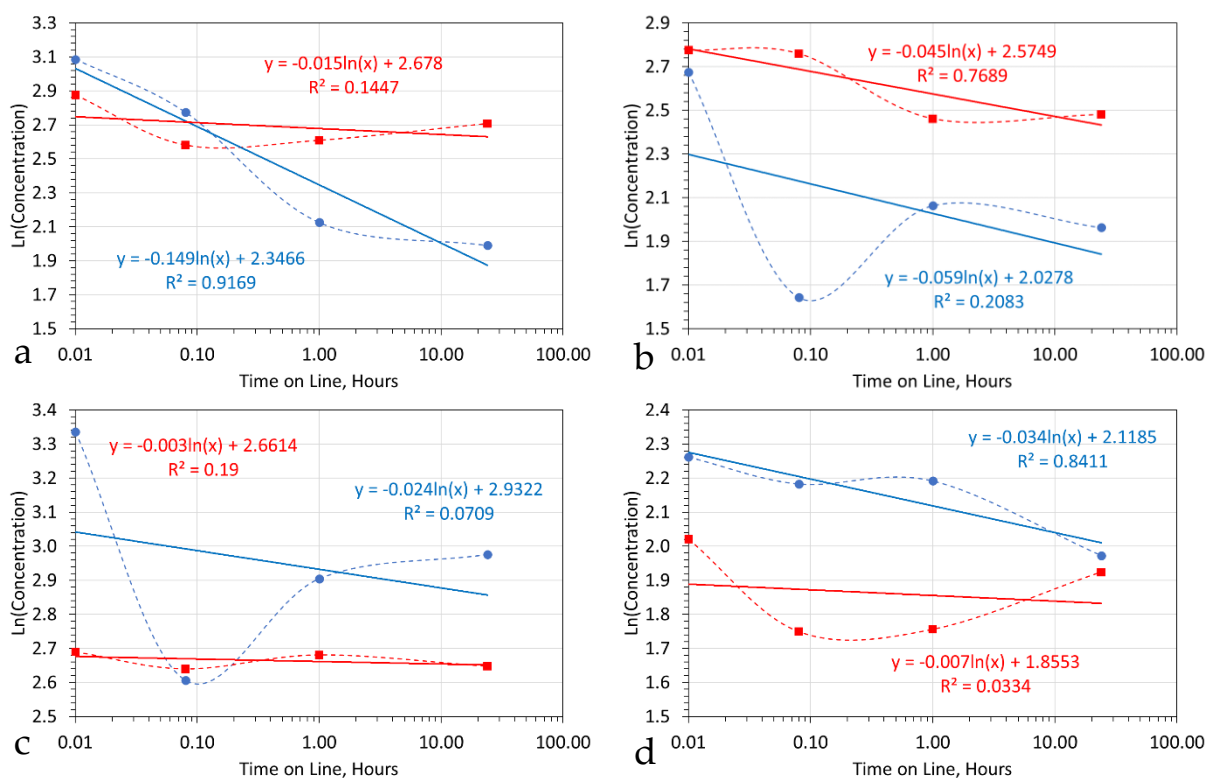 3.3
3.1
2.9
2.7
2.5
2.3
2.1
1.9
1.7
1.5
Ln(Concentration)
y = -0.015ln(x) + 2.678
R² = 0.1447
y = -0.149ln(x) + 2.3466
R² = 0.9169
0.01 0.10 1.00 10.00 100.00
Time on Line, Hours
a
2.9
2.7
2.5
2.3
2.1
1.9
1.7
1.5
Ln(Concentration)
y = -0.045ln(x) + 2.5749
R² = 0.7689
y = -0.059ln(x) + 2.0278
R² = 0.2083
0.01 0.10 1.00 10.00 100.00
Time on Line, Hours
b
3.4
3.3
3.2
3.1
3.0
2.9
2.8
2.7
2.6
2.5
Ln(Concentration)
y = -0.003ln(x) + 2.6614
R² = 0.19
y = -0.024ln(x) + 2.9322
R² = 0.0709
0.01 0.10 1.00 10.00 100.00
Time on Line, Hours
c
2.4
2.3
2.2
2.1
2.0
1.9
1.8
1.7
1.6
1.5
Ln(Concentration)
y = -0.034ln(x) + 2.1185
R² = 0.8411
y = -0.007ln(x) + 1.8553
R² = 0.0334
0.01 0.10 1.00 10.00 100.00
Time on Line, Hours
d